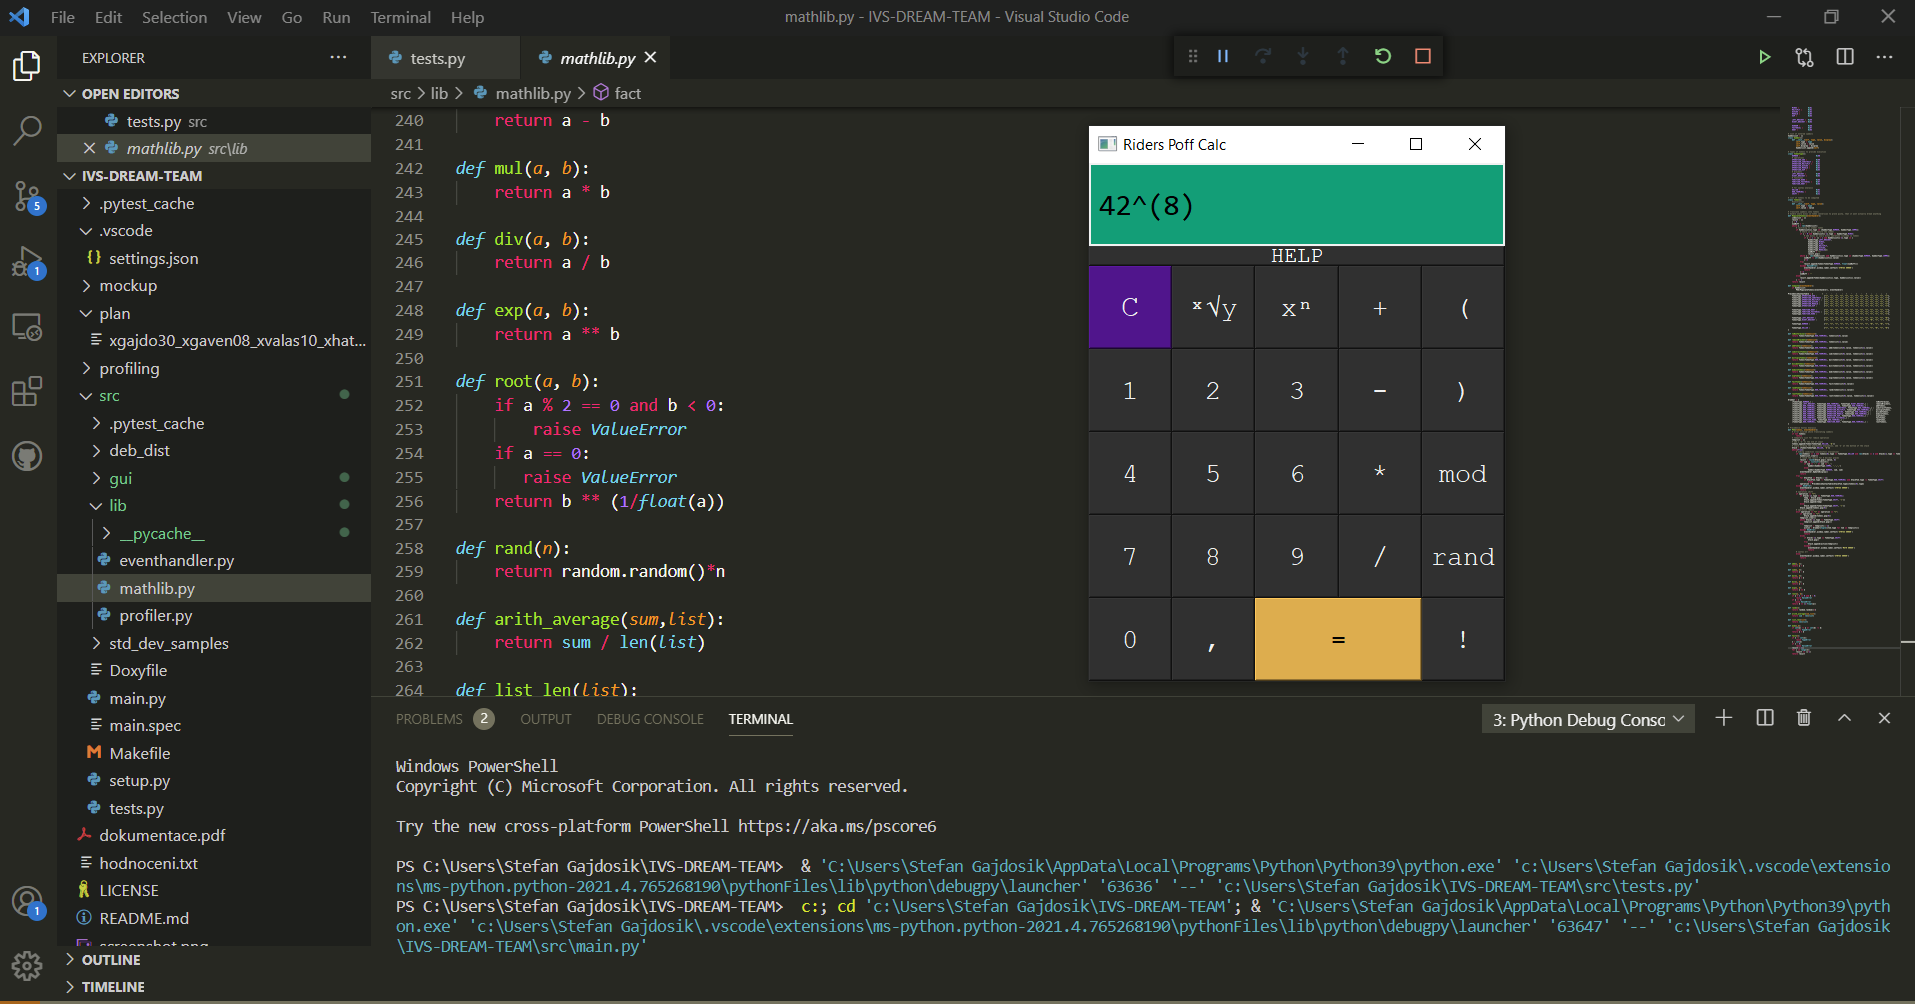 File Edit Selection View Go Run Terminal Help
mathlib.py - IVS-DREAM-TEAM - Visual Studio Code
EXPLORER
OPEN EDITORS
tests.py src
mathlib.py src\lib
IVS-DREAM-TEAM
.pytest_cache
.vscode
{} settings.json
mockup
plan
xgajdo30_xgaven08_xvalas10_xhat...
profiling
src
.pytest_cache
deb_dist
gui
lib
__pycache__
eventhandler.py
mathlib.py
profiler.py
std_dev_samples
Doxyfile
main.py
main.spec
Makefile
setup.py
tests.py
dokumentace.pdf
hodnoceni.txt
LICENSE
README.md
screenshot.png
OUTLINE
TIMELINE
5
1
1
tests.py
mathlib.py
src > lib > mathlib.py > fact
240 return a - b
241
242 def mul(a, b):
243 return a * b
244
245 def div(a, b):
246 return a / b
247
248 def exp(a, b):
249 return a ** b
250
251 def root(a, b):
252 if a % 2 == 0 and b < 0:
253 raise ValueError
254 if a == 0:
255 raise ValueError
256 return b ** (1/float(a))
257
258 def rand(n):
259 return random.random()*n
260
261 def arith_average(sum,list):
262 return sum / len(list)
263
264 def list_len(list):
Riders Poff Calc
42^(8)
HELP
C ˣ√y xⁿ + (
1 2 3 - )
4 5 6 * mod
7 8 9 / rand
0 , = !
PROBLEMS 2 OUTPUT DEBUG CONSOLE TERMINAL
3: Python Debug Consc
Windows PowerShell
Copyright (C) Microsoft Corporation. All rights reserved.
Try the new cross-platform PowerShell https://aka.ms/pscore6
PS C:\Users\Stefan Gajdosik\IVS-DREAM-TEAM> & 'C:\Users\Stefan Gajdosik\AppData\Local\Programs\Python\Python39\python.exe' 'c:\Users\Stefan Gajdosik\.vscode\extensio
ns\ms-python.python-2021.4.765268190\pythonFiles\lib\python\debugpy\launcher' '63636' '--' 'c:\Users\Stefan Gajdosik\IVS-DREAM-TEAM\src\tests.py'
PS C:\Users\Stefan Gajdosik\IVS-DREAM-TEAM> c:; cd 'c:\Users\Stefan Gajdosik\IVS-DREAM-TEAM'; & 'C:\Users\Stefan Gajdosik\AppData\Local\Programs\Python\Python39\pyth
on.exe' 'c:\Users\Stefan Gajdosik\.vscode\extensions\ms-python.python-2021.4.765268190\pythonFiles\lib\python\debugpy\launcher' '63647' '--' 'c:\Users\Stefan Gajdosik
\IVS-DREAM-TEAM\src\main.py'